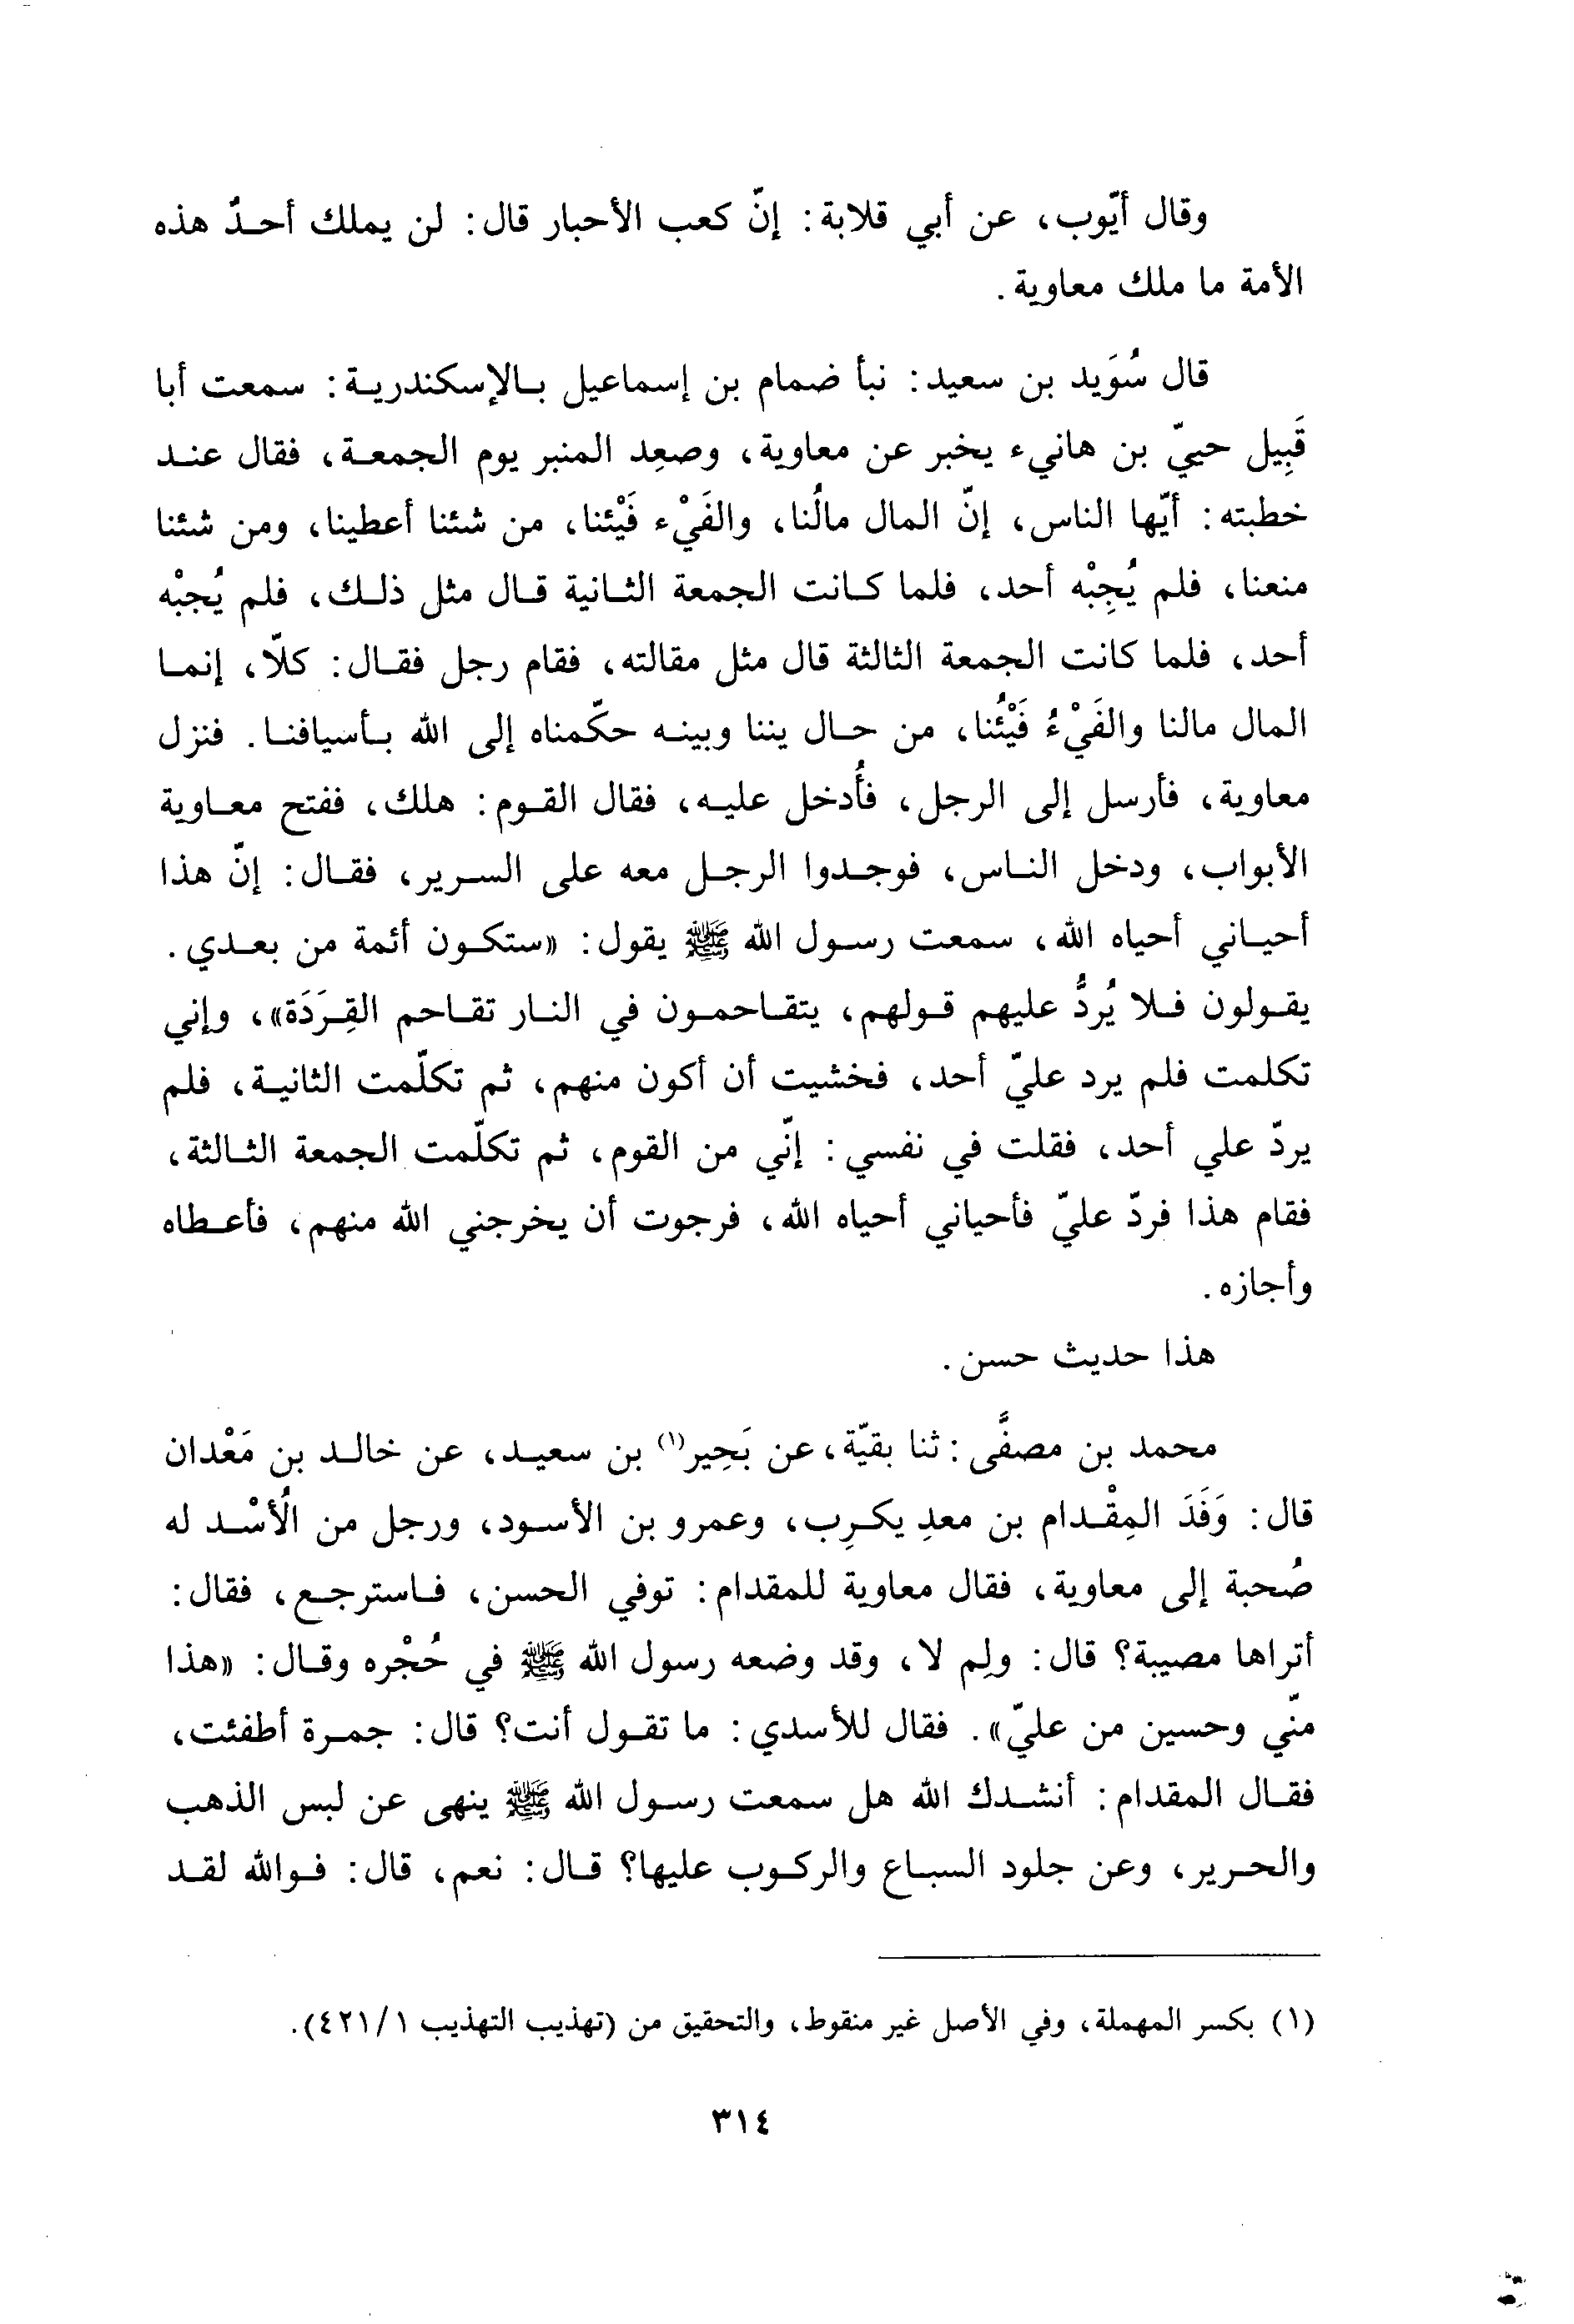 وقال أيّوب، عن أبي قلابة: إنّ كعب الأحبار قال: لن يملك أحدٌ هذه
الأمة ما ملك معاوية.
قال سُوَيد بن سعيد: نبأ ضمام بن إسماعيل بالإسكندرية: سمعت أبا
قَبِيل حييّ بن هانيء يخبر عن معاوية، وصعِد المنبر يوم الجمعة، فقال عند
خطبته: أيّها الناس، إنّ المال مالُنا، والفَيْء فَيْئنا، من شئنا أعطينا، ومن شئنا
منعنا، فلم يُجِبْه أحد، فلما كانت الجمعة الثانية قال مثل ذلك، فلم يُجبْه
أحد، فلما كانت الجمعة الثالثة قال مثل مقالته، فقام رجل فقال: كلّا، إنما
المال مالنا والفَيْءُ فَيْئُنا، من حال يننا وبينه حكّمناه إلى الله بأسيافنا. فنزل
معاوية، فأرسل إلى الرجل، فأُدخل عليه، فقال القوم: هلك، ففتح معاوية
الأبواب، ودخل الناس، فوجدوا الرجل معه على السرير، فقال: إنّ هذا
أحياني أحياه الله، سمعت رسول الله ﷺ يقول: «ستكون أئمة من بعدي.
يقولون فلا يُردُّ عليهم قولهم، يتقاحمون في النار تقاحم القِرَدَة»، وإني
تكلمت فلم يرد عليّ أحد، فخشيت أن أكون منهم، ثم تكلّمت الثانية، فلم
يردّ علي أحد، فقلت في نفسي: إنّي من القوم، ثم تكلّمت الجمعة الثالثة،
فقام هذا فردّ عليّ فأحياني أحياه الله، فرجوت أن يخرجني الله منهم، فأعطاه
وأجازه.
هذا حديث حسن.
محمد بن مصفَّى: ثنا بقيّة، عن بَحِير(١) بن سعيد، عن خالد بن مَعْدان
قال: وَفَدَ المِقْدام بن معدِ يكرِب، وعمرو بن الأسود، ورجل من الُأسْد له
صُحبة إلى معاوية، فقال معاوية للمقدام: توفي الحسن، فاسترجع، فقال:
أتراها مصيبة؟ قال: ولِم لا، وقد وضعه رسول الله ﷺ في حُجْره وقال: «هذا
منّي وحسين من عليّ». فقال للأسدي: ما تقول أنت؟ قال: جمرة أطفئت،
فقال المقدام: أنشدك الله هل سمعت رسول الله ﷺ ينهى عن لبس الذهب
والحرير، وعن جلود السباع والركوب عليها؟ قال: نعم، قال: فوالله لقد
(١) بكسر المهملة، وفي الأصل غير منقوط، والتحقيق من (تهذيب التهذيب ١/ ٤٢١).
٣١٤